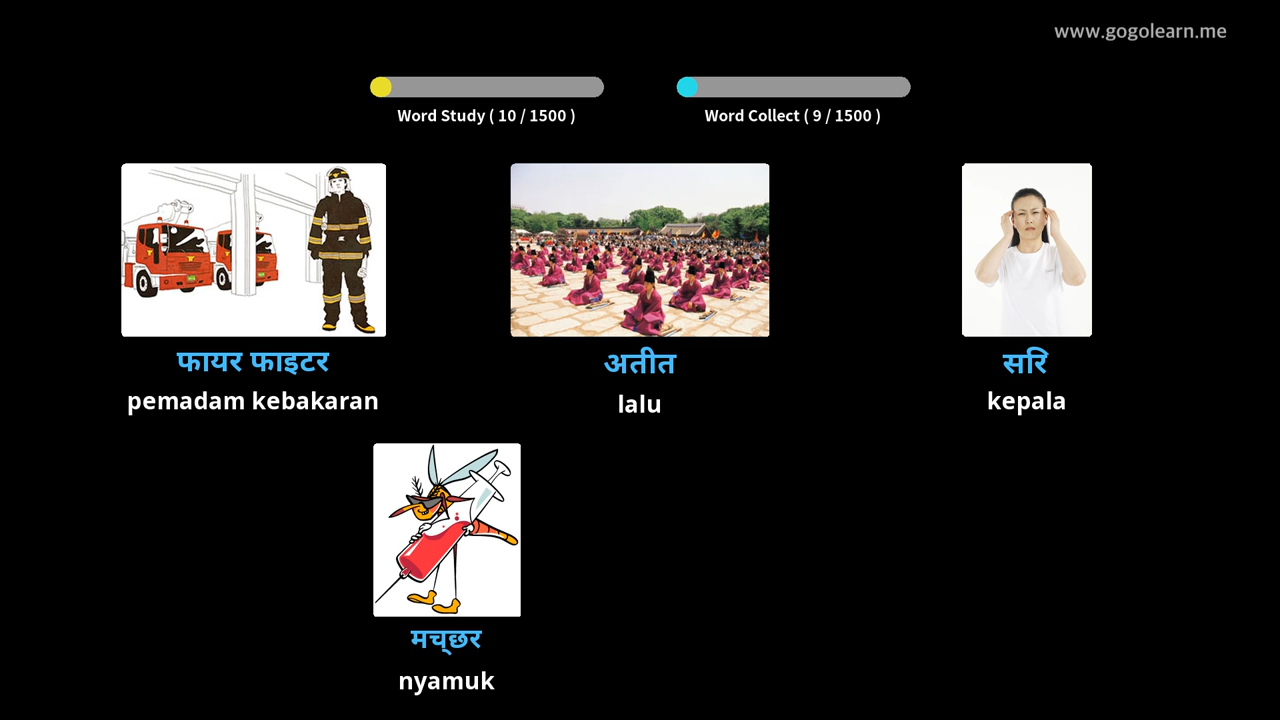 www.gogolearn.me
Word Study ( 10 / 1500 )
Word Collect ( 9 / 1500 )
फायर फाइटर
pemadam kebakaran
अतीत
lalu
सरि
kepala
मच्छर
nyamuk